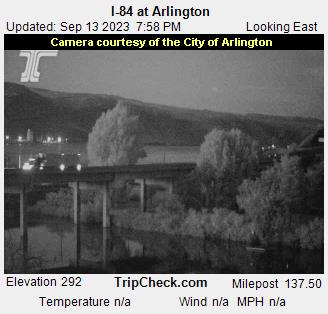 I-84 at Arlington
Updated: Sep 13 2023  7:58 PM Looking East
Camera courtesy of the City of Arlington
Elevation 292 TripCheck.com Milepost 137.50
Temperature n/a Wind n/a MPH n/a